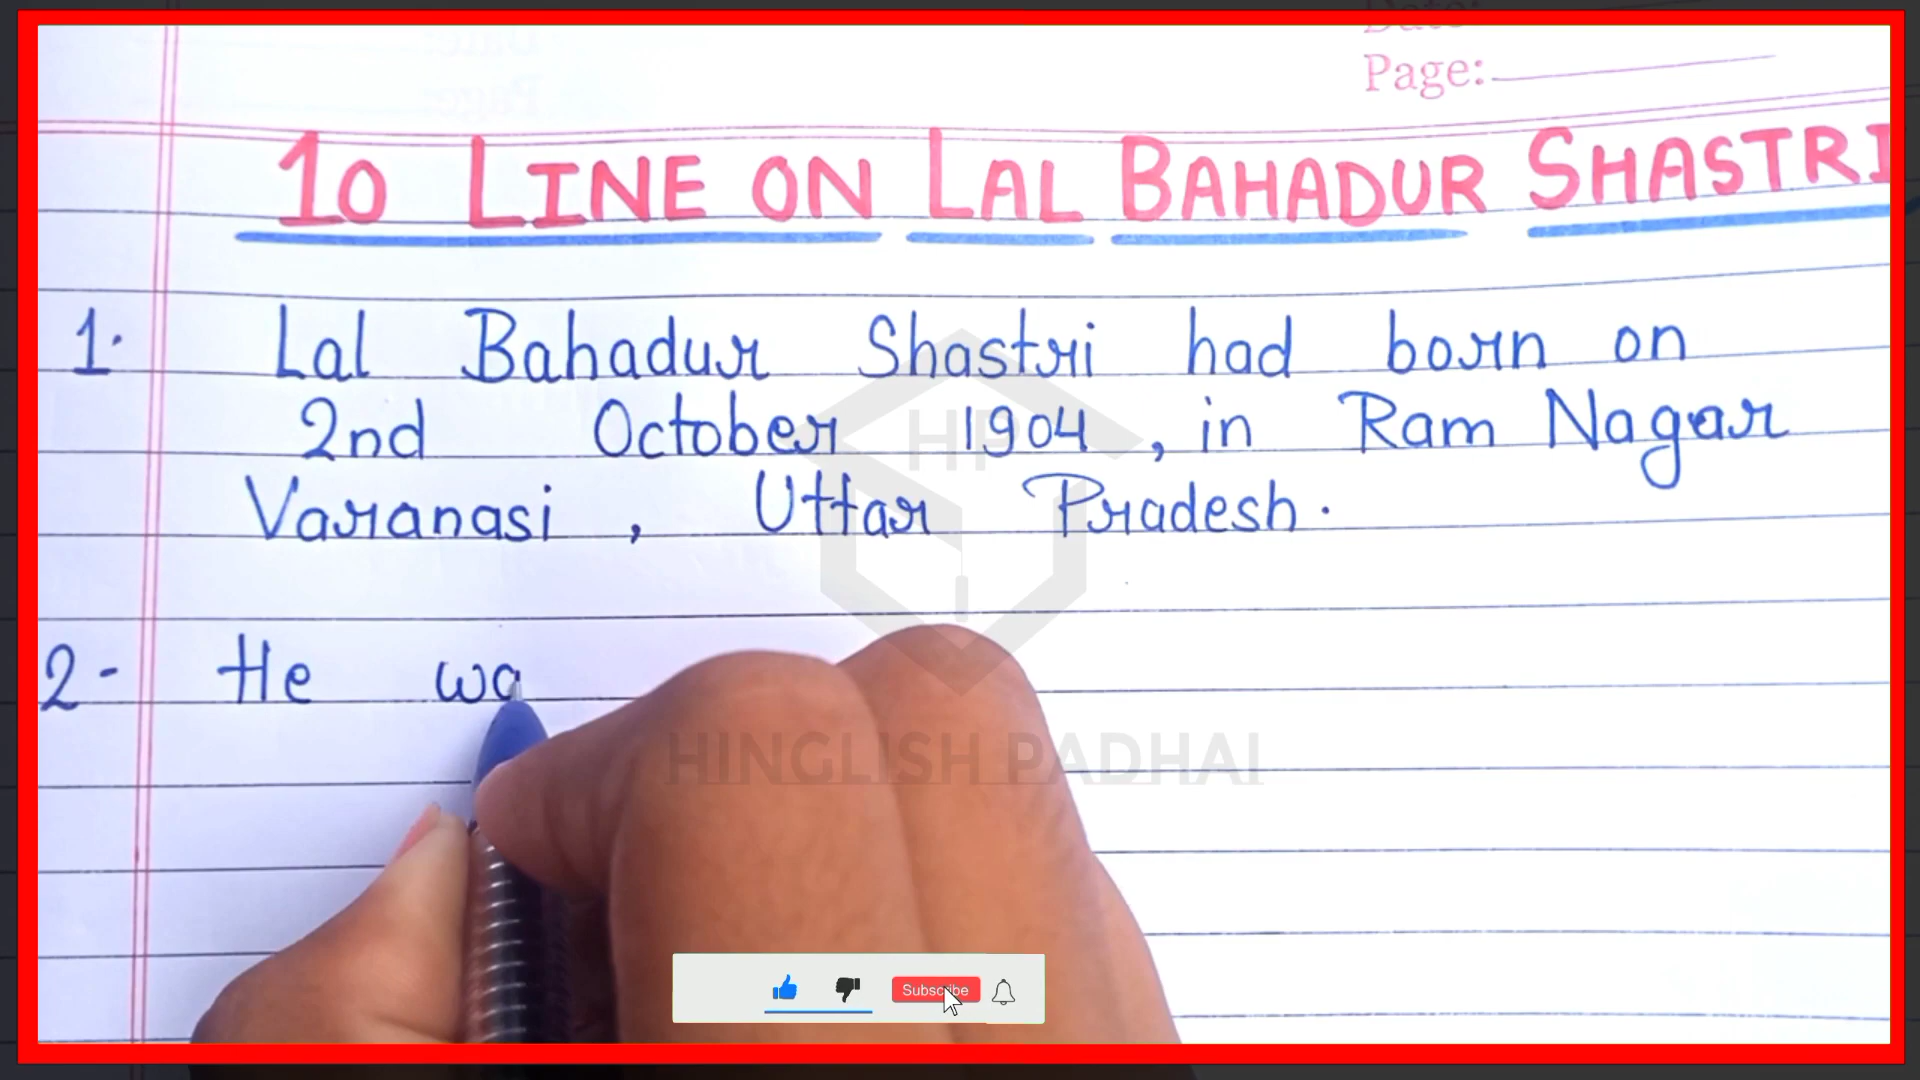 Page:
10 LINE ON LAL BAHADUR SHASTRI
1. Lal Bahadur Shastri had born on
2nd October 1904, in Ram Nagar
Varanasi, Uttar Pradesh.
HP
2- He wa
HINGLISH PADHAI
Subscribe